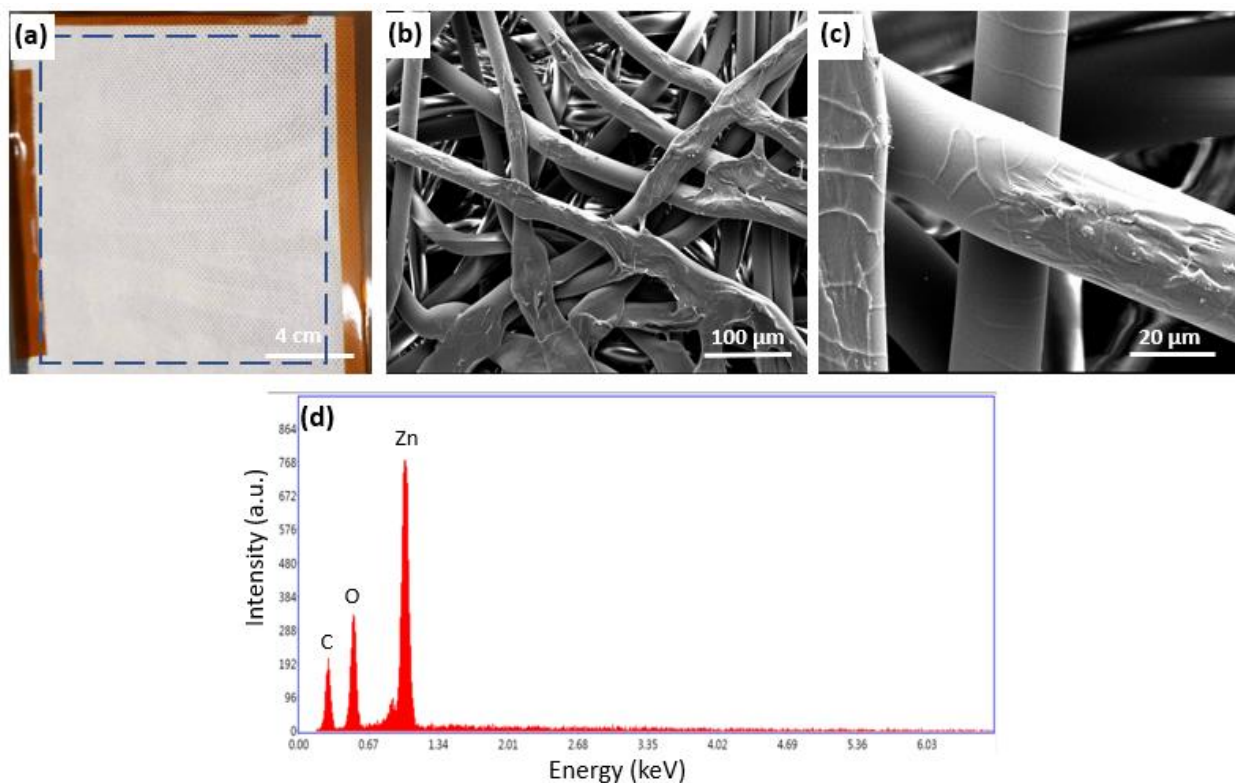 (a)
4 cm
(b)
100 µm
(c)
20 µm
(d)
Intensity (a.u.)
864
768
672
576
480
384
288
192
96
0
C
O
Zn
0.00 0.67 1.34 2.01 2.68 3.35 4.02 4.69 5.36 6.03
Energy (keV)